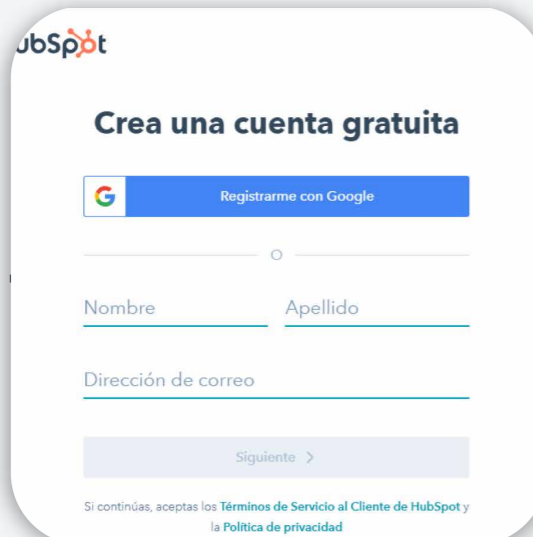 ubSpot
Crea una cuenta gratuita
G
Registrarme con Google
O
Nombre Apellido
Dirección de correo
Siguiente >
Si continúas, aceptas los Términos de Servicio al Cliente de HubSpot y
la Política de privacidad